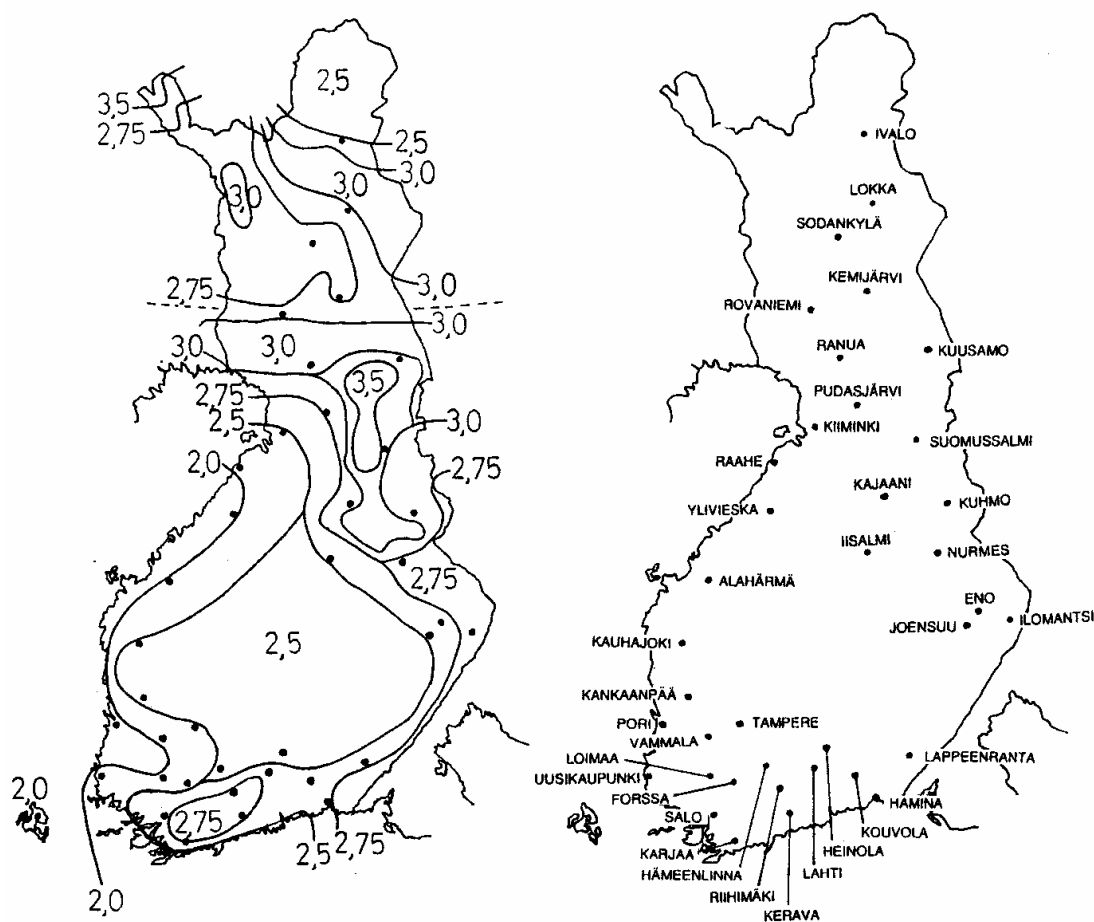 2,5
3,5
2,75
2,5
3,0
3,0
3,0
3,0
2,75
3,0
3,0
3,0
3,5
2,75
2,5
3,0
2,0
2,75
2,75
2,5
2,0
2,75
2,5
2,75
2,0
IVALO
LOKKA
SODANKYLÄ
KEMIJÄRVI
ROVANIEMI
RANUA
KUUSAMO
PUDASJÄRVI
KIIMINKI
SUOMUSSALMI
RAAHE
KAJAANI
KUHMO
YLIVIESKA
IISALMI
NURMES
ALAHÄRMÄ
ENO
ILOMANTSI
JOENSUU
KAUHAJOKI
KANKAANPÄÄ
PORI
TAMPERE
VAMMALA
LOIMAA
LAPPEENRANTA
UUSIKAUPUNKI
FORSSA
HAMINA
SALO
KOUVOLA
KARJAA
HEINOLA
HÄMEENLINNA
LAHTI
RIIHIMÄKI
KERAVA